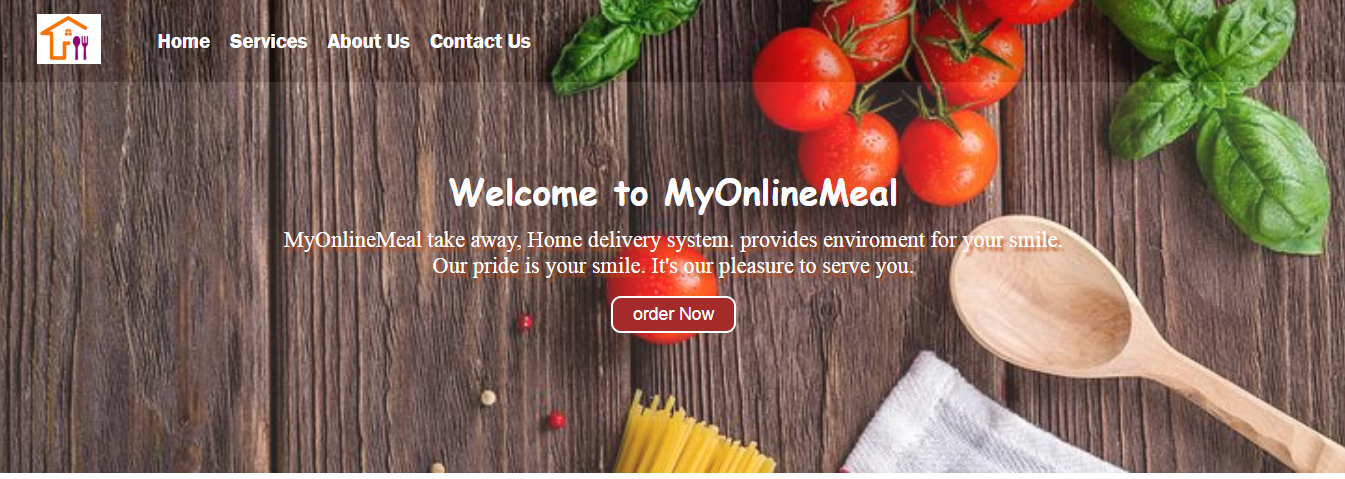 Home Services About Us Contact Us
Welcome to MyOnlineMeal
MyOnlineMeal take away, Home delivery system. provides enviroment for your smile.
Our pride is your smile. It's our pleasure to serve you.
order Now